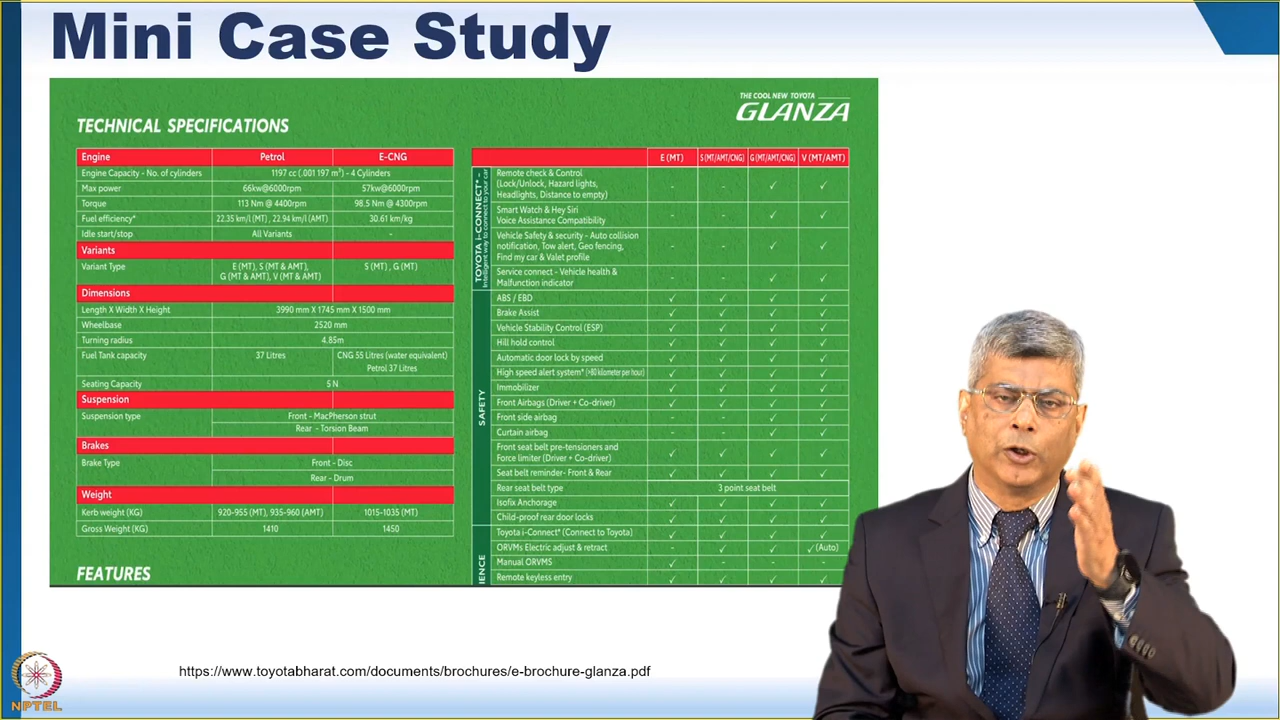 Mini Case Study
THE COOL NEW TOYOTA
GLANZA
TECHNICAL SPECIFICATIONS
Engine Petrol E-CNG
Engine Capacity - No. of cylinders 1197 cc (.001 197 m³) - 4 Cylinders
Max power 66kw@6000rpm 57kw@6000rpm
Torque 113 Nm @ 4400rpm 98.5 Nm @ 4300rpm
Fuel efficiency* 22.35 km/l (MT) , 22.94 km/l (AMT) 30.61 km/kg
Idle start/stop All Variants -
Variants
Variant Type E (MT), S (MT & AMT), S (MT) , G (MT)
G (MT & AMT), V (MT & AMT)
Dimensions
Length X Width X Height 3990 mm X 1745 mm X 1500 mm
Wheelbase 2520 mm
Turning radius 4.85m
Fuel Tank capacity 37 Litres CNG 55 Litres (water equivalent)
Petrol 37 Litres
Seating Capacity 5 N
Suspension
Suspension type Front - MacPherson strut
Rear - Torsion Beam
Brakes
Brake Type Front - Disc
Rear - Drum
Weight
Kerb weight (KG) 920-955 (MT), 935-960 (AMT) 1015-1035 (MT)
Gross Weight (KG) 1410 1450
FEATURES
E (MT) S (MT/AMT/CNG) G (MT/AMT/CNG) V (MT/AMT)
TOYOTA i-CONNECT* -
Intelligent way to connect to your car
Remote check & Control
(Lock/Unlock, Hazard lights, - - ✓ ✓
Headlights, Distance to empty)
Smart Watch & Hey Siri - - ✓ ✓
Voice Assistance Compatibility
Vehicle Safety & security - Auto collision
notification, Tow alert, Geo fencing, - - ✓ ✓
Find my car & Valet profile
Service connect - Vehicle health & - - ✓ ✓
Malfunction indicator
SAFETY
ABS / EBD ✓ ✓ ✓ ✓
Brake Assist ✓ ✓ ✓ ✓
Vehicle Stability Control (ESP) ✓ ✓ ✓ ✓
Hill hold control ✓ ✓ ✓ ✓
Automatic door lock by speed ✓ ✓ ✓ ✓
High speed alert system* (>80 kilometer per hour) ✓ ✓ ✓ ✓
Immobilizer ✓ ✓ ✓ ✓
Front Airbags (Driver + Co-driver) ✓ ✓ ✓ ✓
Front side airbag - - ✓ ✓
Curtain airbag - - ✓ ✓
Front seat belt pre-tensioners and ✓ ✓ ✓ ✓
Force limiter (Driver + Co-driver)
Seat belt reminder- Front & Rear ✓ ✓ ✓ ✓
Rear seat belt type 3 point seat belt
Isofix Anchorage ✓ ✓ ✓ ✓
Child-proof rear door locks ✓ ✓ ✓ ✓
IENCE
Toyota i-Connect* (Connect to Toyota) ✓ ✓ ✓ ✓
ORVMs Electric adjust & retract - ✓ ✓ ✓ (Auto)
Manual ORVMS ✓ - - -
Remote keyless entry ✓ ✓ ✓ ✓
https://www.toyotabharat.com/documents/brochures/e-brochure-glanza.pdf
NPTEL